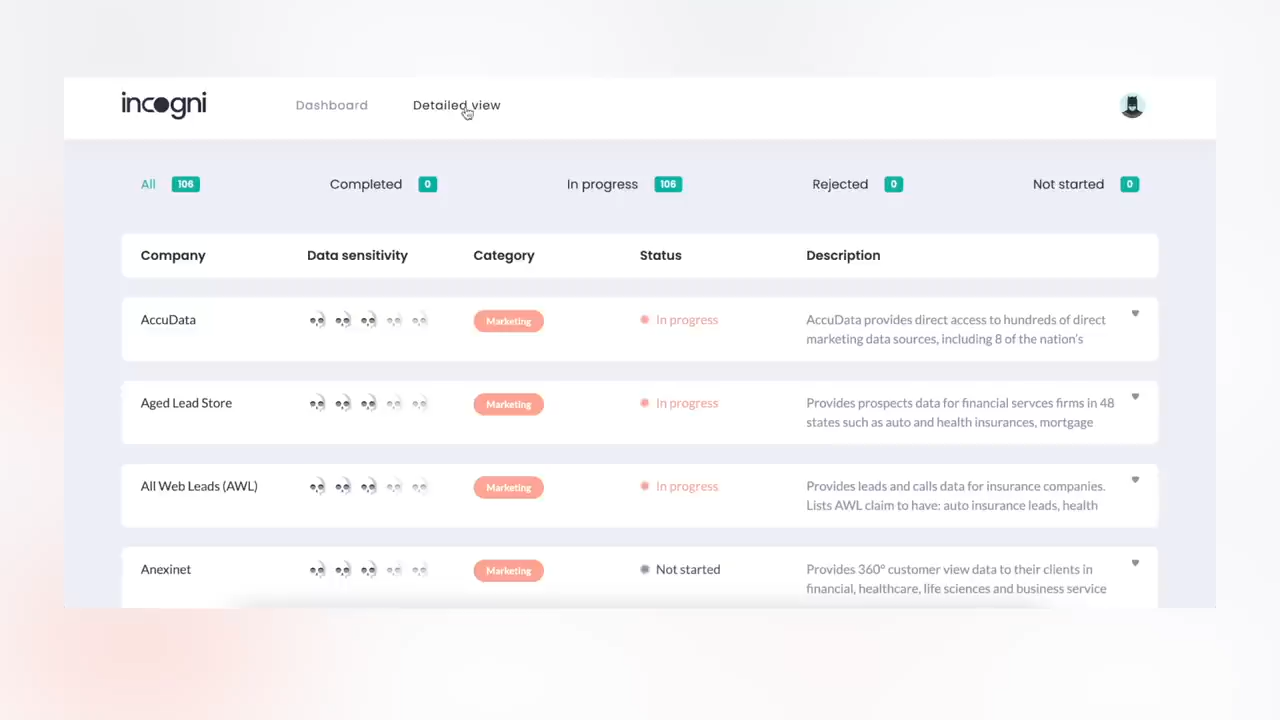 incogni Dashboard Detailed view
All 106 Completed 0 In progress 106 Rejected 0 Not started 0
Company Data sensitivity Category Status Description
AccuData Marketing In progress AccuData provides direct access to hundreds of direct
marketing data sources, including 8 of the nation's
Aged Lead Store Marketing In progress Provides prospects data for financial servces firms in 48
states such as auto and health insurances, mortgage
All Web Leads (AWL) Marketing In progress Provides leads and calls data for insurance companies.
Lists AWL claim to have: auto insurance leads, health
Anexinet Marketing Not started Provides 360° customer view data to their clients in
financial, healthcare, life sciences and business service